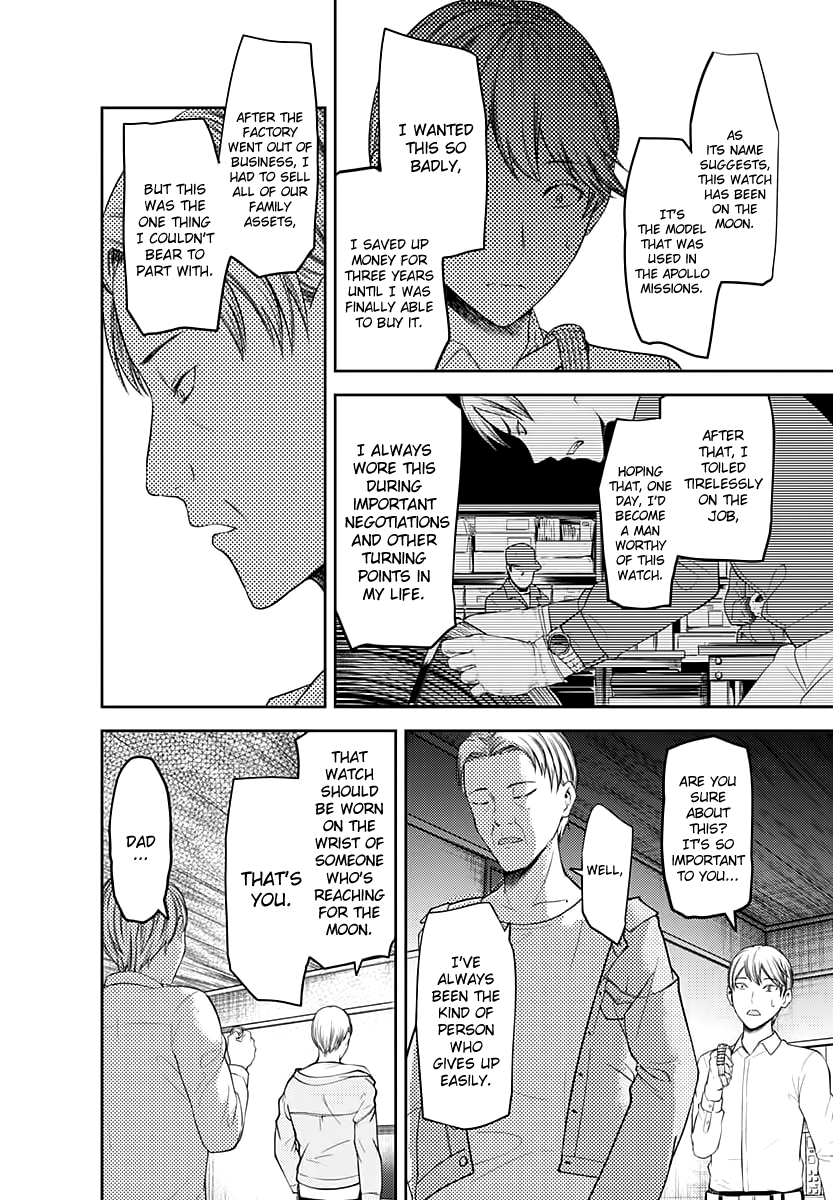 AS
ITS NAME
SUGGESTS,
THIS WATCH
HAS BEEN
ON THE
MOON.
IT'S
THE MODEL
THAT WAS
USED IN
THE APOLLO
MISSIONS.
I WANTED
THIS SO
BADLY,
I SAVED UP
MONEY FOR
THREE YEARS
UNTIL I WAS
FINALLY ABLE
TO BUY IT.
AFTER THE
FACTORY
WENT OUT OF
BUSINESS, I
HAD TO SELL
ALL OF OUR
FAMILY
ASSETS,
BUT THIS
WAS THE
ONE THING
I COULDN'T
BEAR TO
PART WITH.
AFTER
THAT, I
TOILED
TIRELESSLY
ON THE
JOB,
HOPING
THAT, ONE
DAY, I'D
BECOME
A MAN
WORTHY
OF THIS
WATCH.
I ALWAYS
WORE THIS
DURING
IMPORTANT
NEGOTIATIONS
AND OTHER
TURNING
POINTS IN
MY LIFE.
ARE YOU
SURE
ABOUT
THIS?
IT'S SO
IMPORTANT
TO YOU...
WELL,
I'VE
ALWAYS
BEEN THE
KIND OF
PERSON
WHO
GIVES UP
EASILY.
THAT
WATCH
SHOULD
BE WORN
ON THE
WRIST OF
SOMEONE
WHO'S
REACHING
FOR THE
MOON.
THAT'S
YOU.
DAD
...